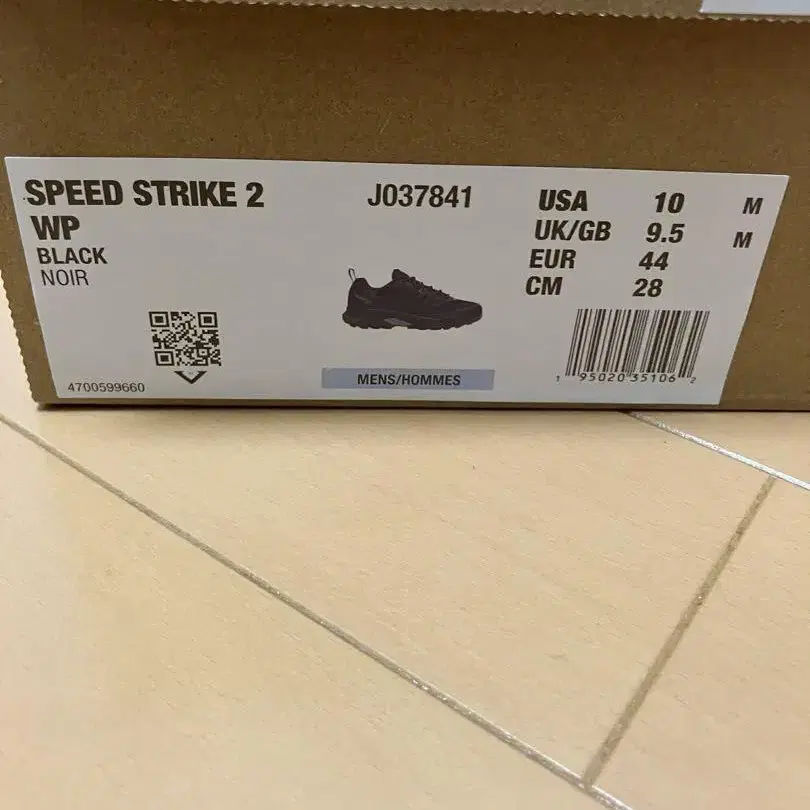 SPEED STRIKE 2
WP
BLACK
NOIR
4700599660
J037841
MENS/HOMMES
USA 10 M
UK/GB 9.5 M
EUR 44
CM 28
1 95020 35106 2